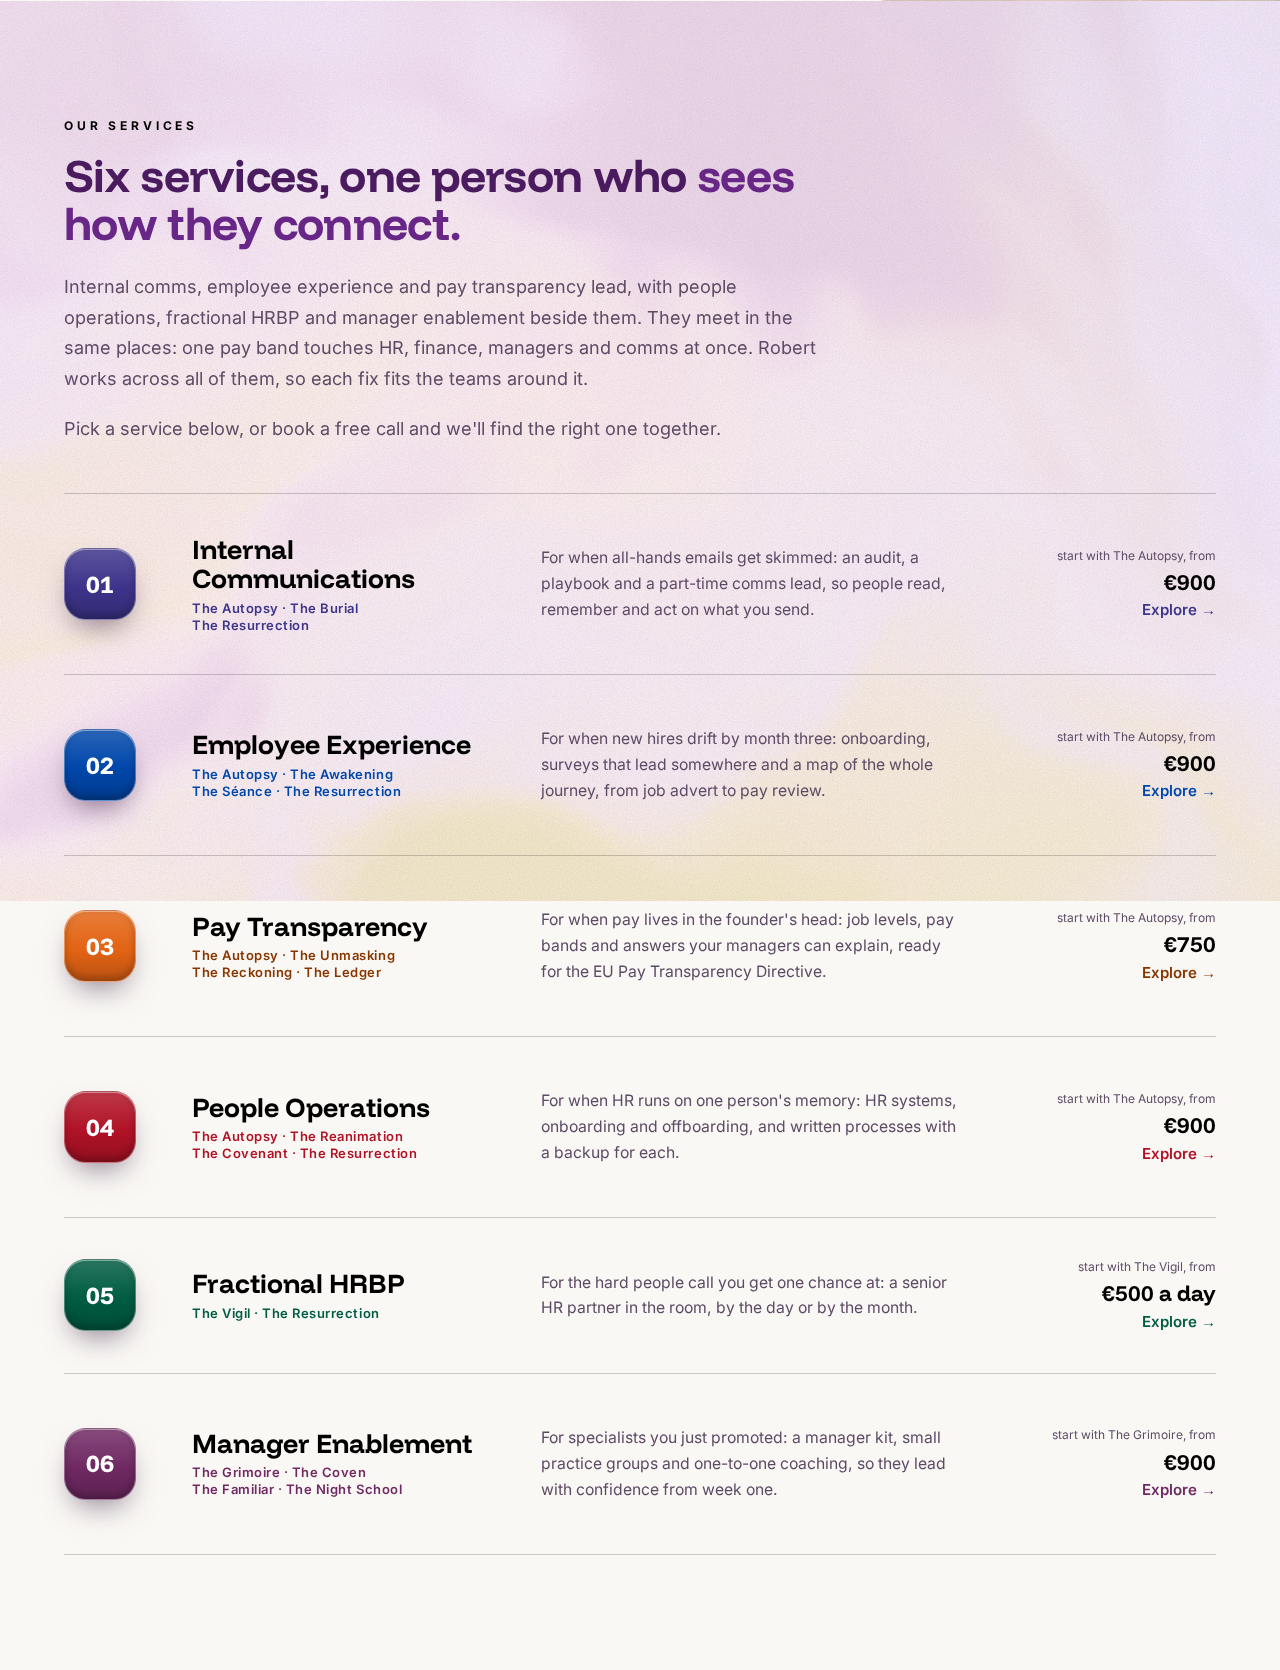 OUR SERVICES
Six services, one person who sees
how they connect.
Internal comms, employee experience and pay transparency lead, with people
operations, fractional HRBP and manager enablement beside them. They meet in the
same places: one pay band touches HR, finance, managers and comms at once. Robert
works across all of them, so each fix fits the teams around it.
Pick a service below, or book a free call and we'll find the right one together.
01
Internal
Communications
The Autopsy · The Burial
The Resurrection
For when all-hands emails get skimmed: an audit, a
playbook and a part-time comms lead, so people read,
remember and act on what you send.
start with The Autopsy, from
€900
Explore →
02
Employee Experience
The Autopsy · The Awakening
The Séance · The Resurrection
For when new hires drift by month three: onboarding,
surveys that lead somewhere and a map of the whole
journey, from job advert to pay review.
start with The Autopsy, from
€900
Explore →
03
Pay Transparency
The Autopsy · The Unmasking
The Reckoning · The Ledger
For when pay lives in the founder's head: job levels, pay
bands and answers your managers can explain, ready
for the EU Pay Transparency Directive.
start with The Autopsy, from
€750
Explore →
04
People Operations
The Autopsy · The Reanimation
The Covenant · The Resurrection
For when HR runs on one person's memory: HR systems,
onboarding and offboarding, and written processes with
a backup for each.
start with The Autopsy, from
€900
Explore →
05
Fractional HRBP
The Vigil · The Resurrection
For the hard people call you get one chance at: a senior
HR partner in the room, by the day or by the month.
start with The Vigil, from
€500 a day
Explore →
06
Manager Enablement
The Grimoire · The Coven
The Familiar · The Night School
For specialists you just promoted: a manager kit, small
practice groups and one-to-one coaching, so they lead
with confidence from week one.
start with The Grimoire, from
€900
Explore →